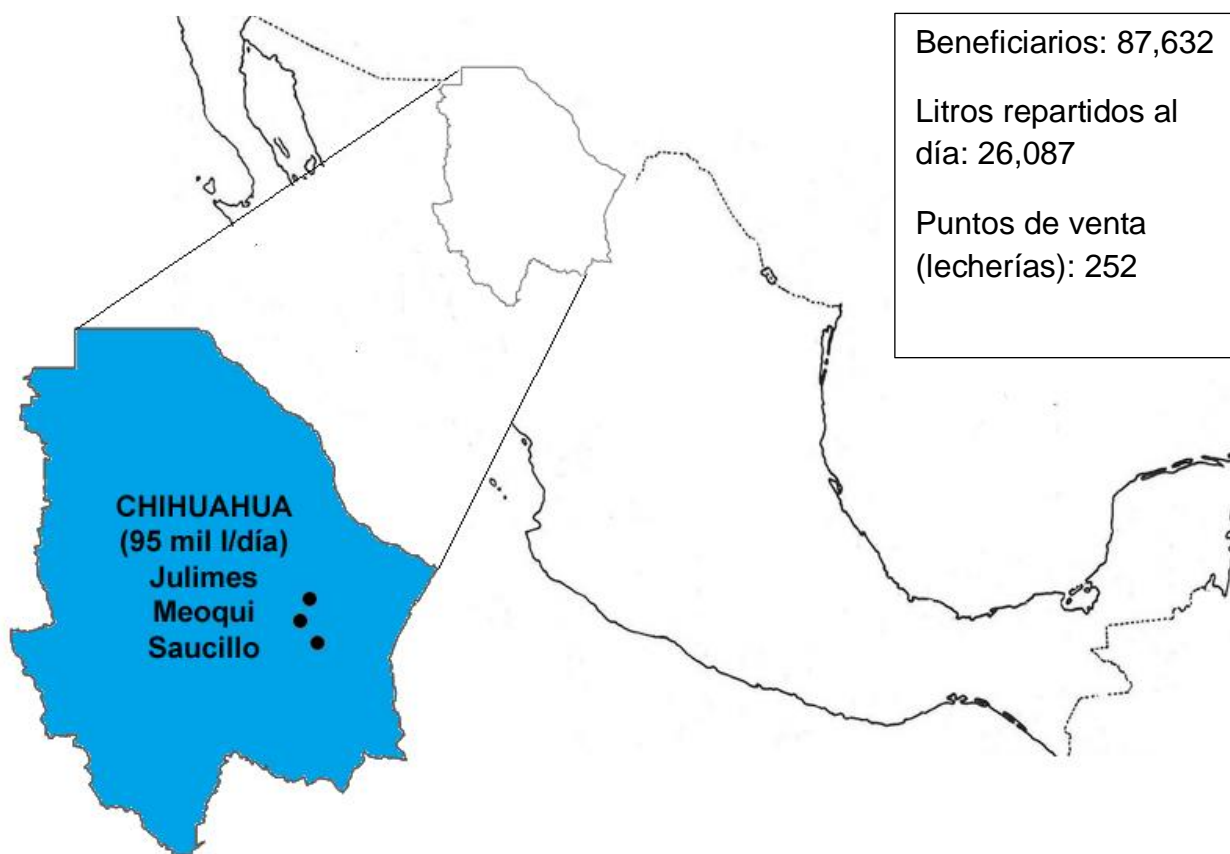 Beneficiarios: 87,632
Litros repartidos al
día: 26,087
Puntos de venta
(lecherías): 252
CHIHUAHUA
(95 mil l/día)
Julimes
Meoqui
Saucillo